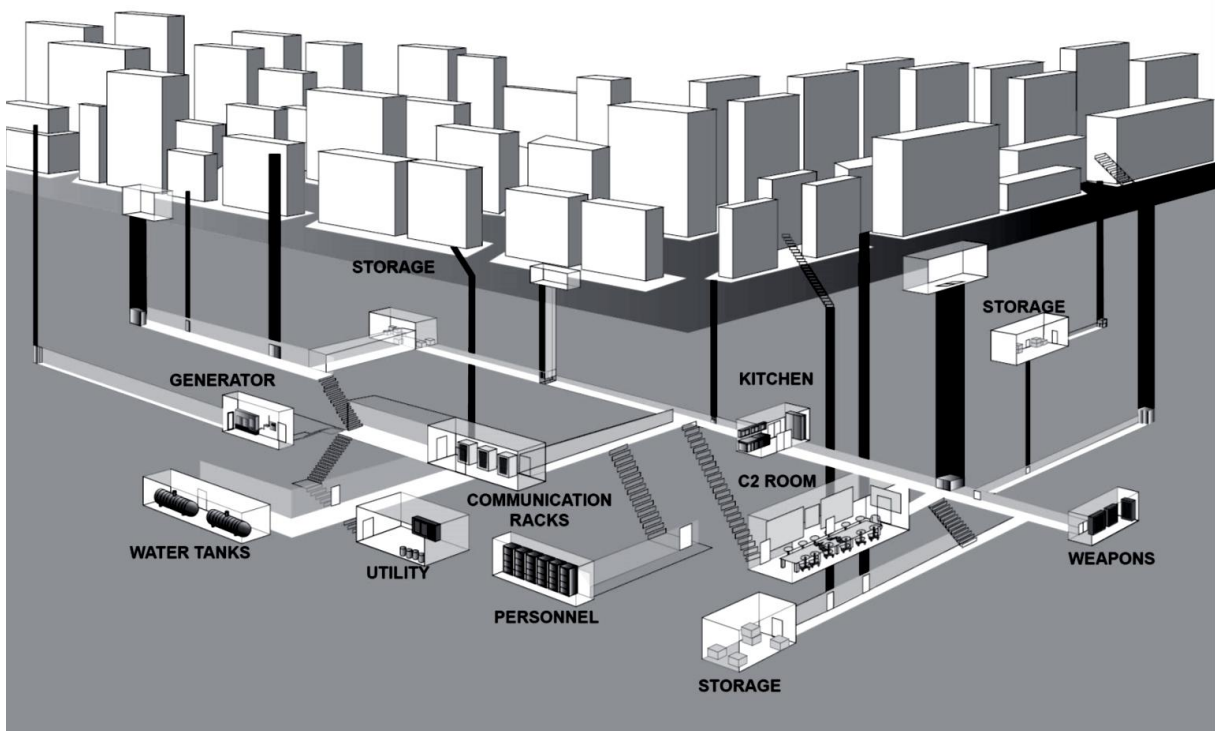 STORAGE
STORAGE
GENERATOR
KITCHEN
C2 ROOM
COMMUNICATION
RACKS
WATER TANKS
UTILITY
WEAPONS
PERSONNEL
STORAGE